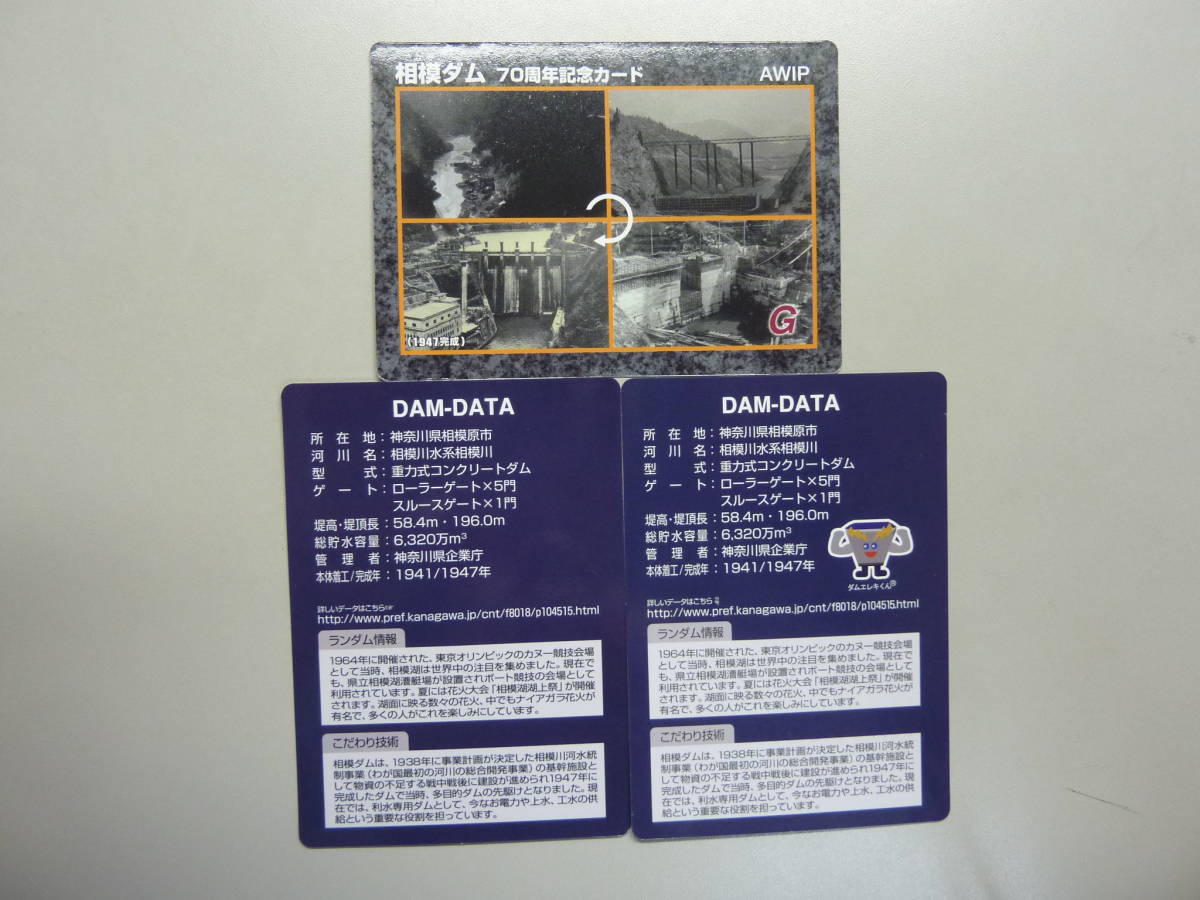 相模ダム 70周年記念カード AWIP
(1947完成)
G
DAM-DATA
所在地:神奈川県相模原市
河川名:相模川水系相模川
型式:重力式コンクリートダム
ゲート:ローラーゲート×5門
スルースゲート×1門
堤高・堤頂長:58.4m・196.0m
総貯水容量:6,320万m³
管理者:神奈川県企業庁
本体着工/完成年:1941/1947年
詳しいデータはこちら☞
http://www.pref.kanagawa.jp/cnt/f8018/p104515.html
ランダム情報
1964年に開催された、東京オリンピックのカヌー競技会場
として当時、相模湖は世界中の注目を集めました。現在で
も、県立相模湖漕艇場が設置されボート競技の会場として
利用されています。夏には花火大会「相模湖湖上祭」が開催
されます。湖面に映る数々の花火、中でもナイアガラ花火が
有名で、多くの人がこれを楽しみにしています。
こだわり技術
相模ダムは、1938年に事業計画が決定した相模川河水統
制事業(わが国最初の河川の総合開発事業)の基幹施設と
して物資の不足する戦中戦後に建設が進められ1947年に
完成したダムで当時、多目的ダムの先駆けとなりました。現
在では、利水専用ダムとして、今なお電力や上水、工水の供
給という重要な役割を担っています。
DAM-DATA
所在地:神奈川県相模原市
河川名:相模川水系相模川
型式:重力式コンクリートダム
ゲート:ローラーゲート×5門
スルースゲート×1門
堤高・堤頂長:58.4m・196.0m
総貯水容量:6,320万m³
管理者:神奈川県企業庁
本体着工/完成年:1941/1947年
ダムエレキくん®
詳しいデータはこちら
http://www.pref.kanagawa.jp/cnt/f8018/p104515.html
ランダム情報
1964年に開催された、東京オリンピックのカヌー競技会場
として当時、相模湖は世界中の注目を集めました。現在で
も、県立相模湖漕艇場が設置されボート競技の会場として
利用されています。夏には花火大会「相模湖湖上祭」が開催
されます。湖面に映る数々の花火、中でもナイアガラ花火が
有名で、多くの人がこれを楽しみにしています。
こだわり技術
相模ダムは、1938年に事業計画が決定した相模川河水統
制事業(わが国最初の河川の総合開発事業)の基幹施設と
して物資の不足する戦中戦後に建設が進められ1947年に
完成したダムで当時、多目的ダムの先駆けとなりました。現
在では、利水専用ダムとして、今なお電力や上水、工水の供
給という重要な役割を担っています。